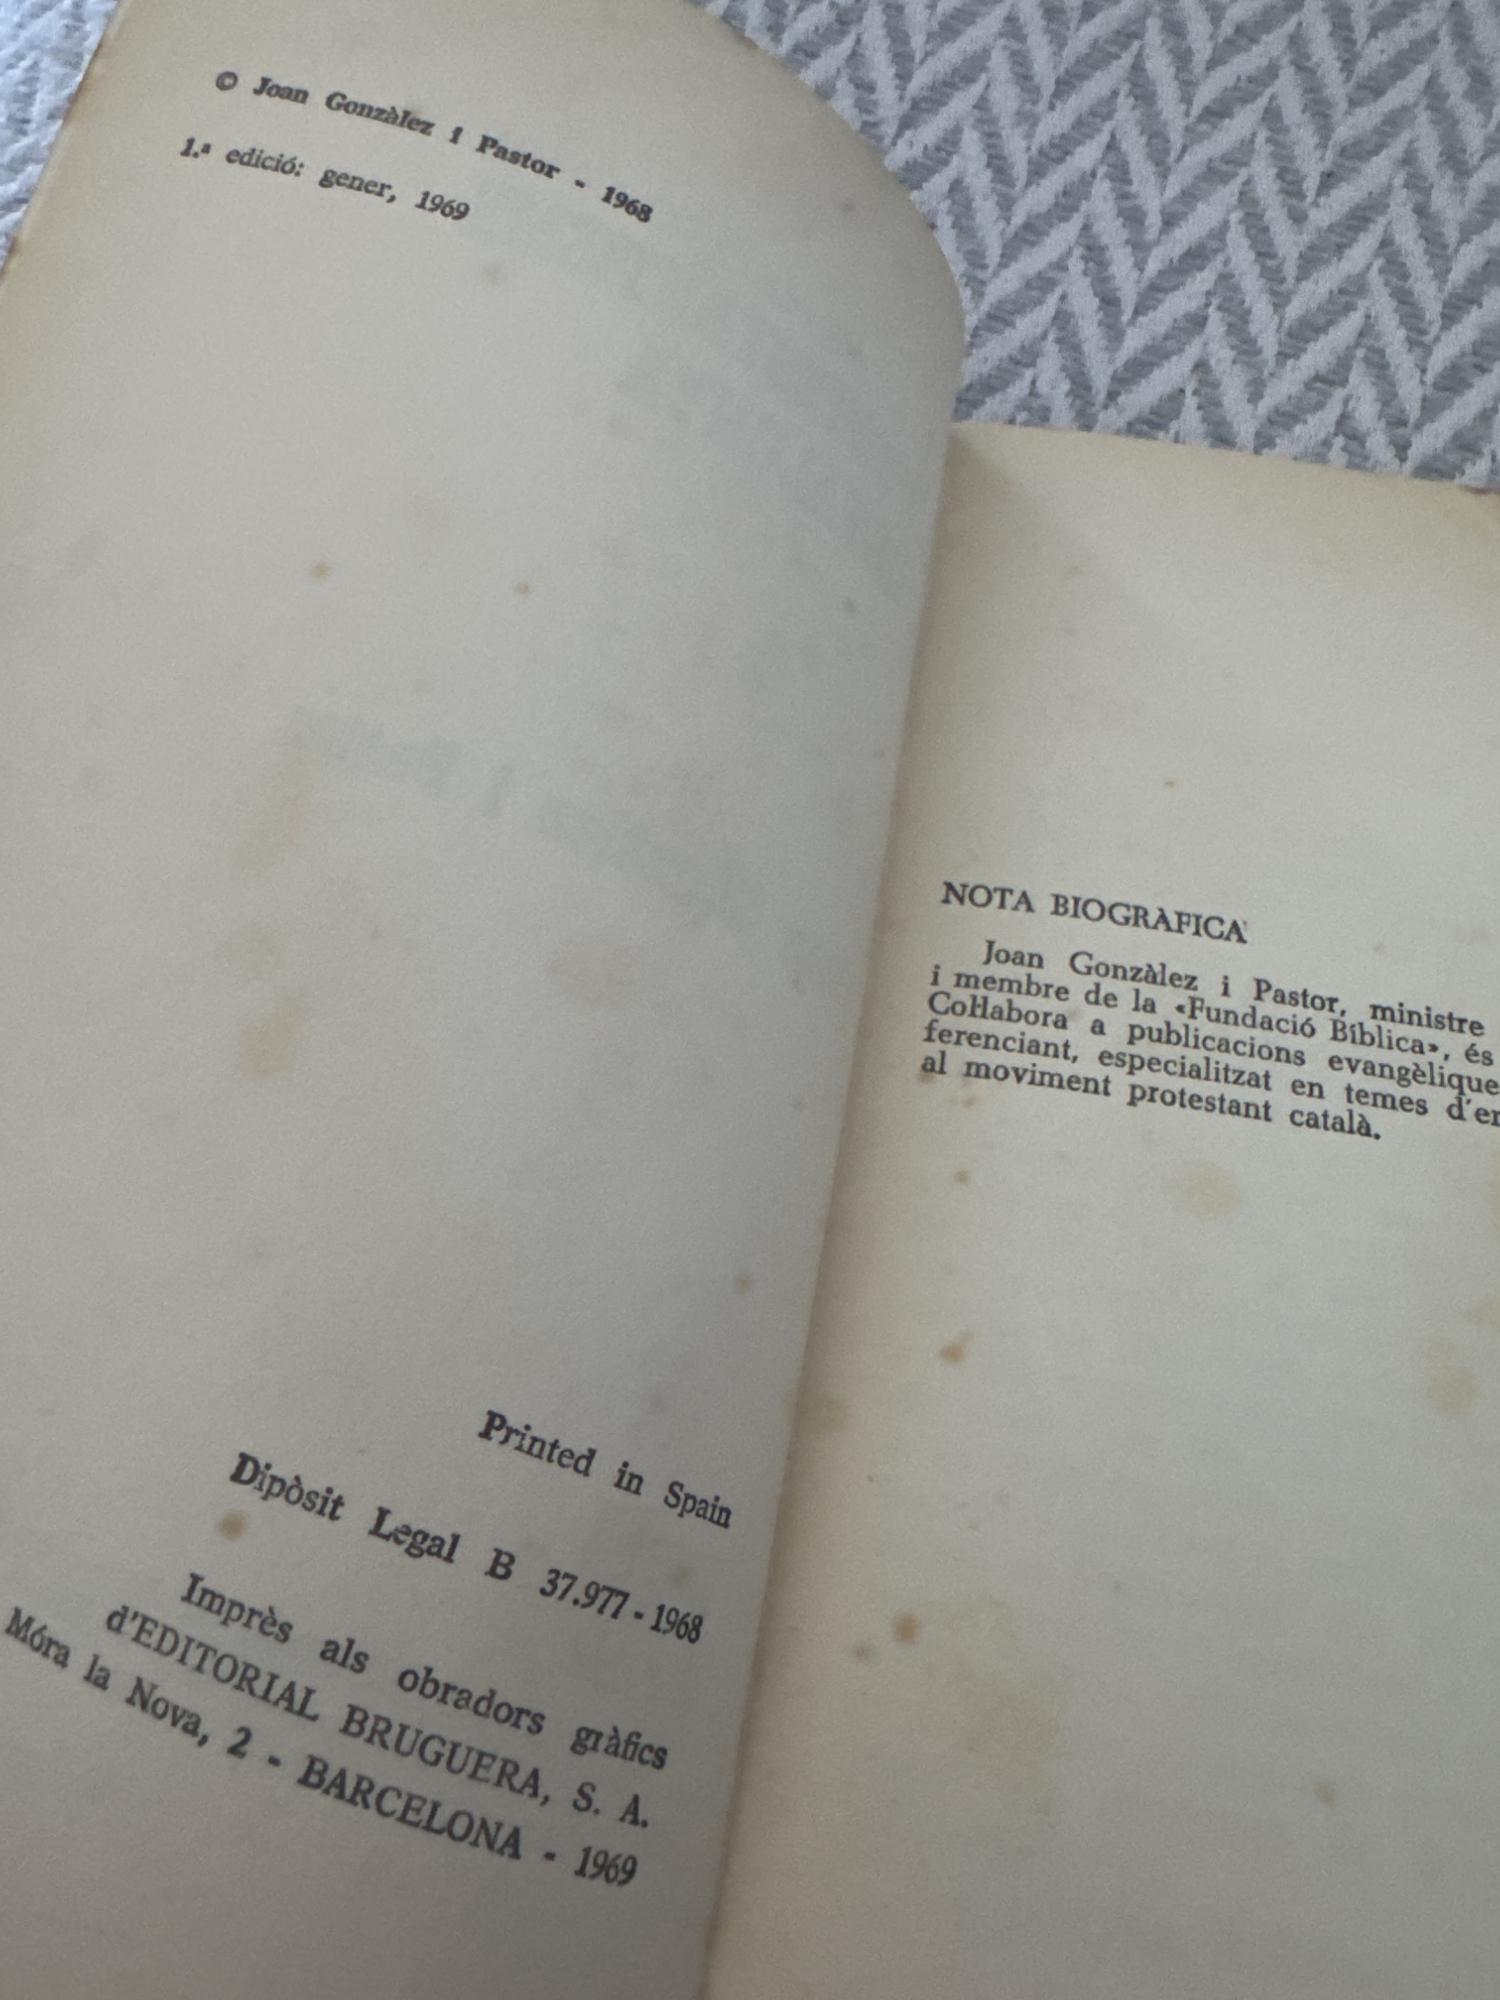 © Joan Gonzàlez i Pastor - 1968
1.ª edició: gener, 1969
Printed in Spain
Dipòsit Legal B 37.977 - 1968
Imprès als obradors gràfics
d'EDITORIAL BRUGUERA, S. A.
Móra la Nova, 2 - BARCELONA - 1969
NOTA BIOGRÀFICA
Joan Gonzàlez i Pastor, ministre
i membre de la «Fundació Bíblica», és
Col·labora a publicacions evangèlique
ferenciant, especialitzat en temes d'er
al moviment protestant català.